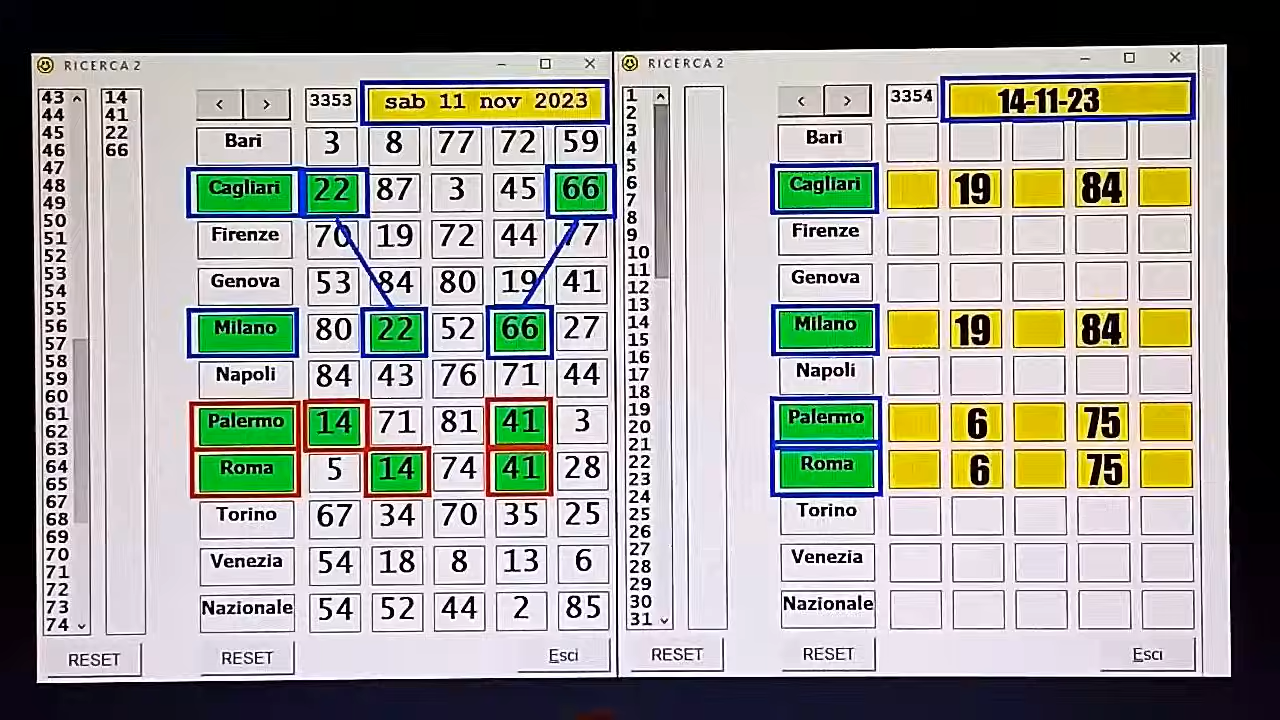 RICERCA 2
43
44
45
46
47
48
49
50
51
52
53
54
55
56
57
58
59
60
61
62
63
64
65
67
68
69
70
71
72
73
74
14
41
22
66
< > 3353 sab 11 nov 2023
Bari 3 8 77 72 59
Cagliari 22 87 3 45 66
Firenze 70 19 72 44 77
Genova 53 84 80 19 41
Milano 80 22 52 66 27
Napoli 84 43 76 71 44
Palermo 14 71 81 41 3
Roma 5 14 74 41 28
Torino 67 34 70 35 25
Venezia 54 18 8 13 6
Nazionale 54 52 44 2 85
RESET RESET Esci
RICERCA 2
1
2
3
4
5
6
7
8
9
10
11
12
13
14
15
16
17
18
19
20
21
22
23
24
25
26
27
28
29
30
31
< > 3354 14-11-23
Bari
Cagliari 19 84
Firenze
Genova
Milano 19 84
Napoli
Palermo 6 75
Roma 6 75
Torino
Venezia
Nazionale
RESET RESET Esci